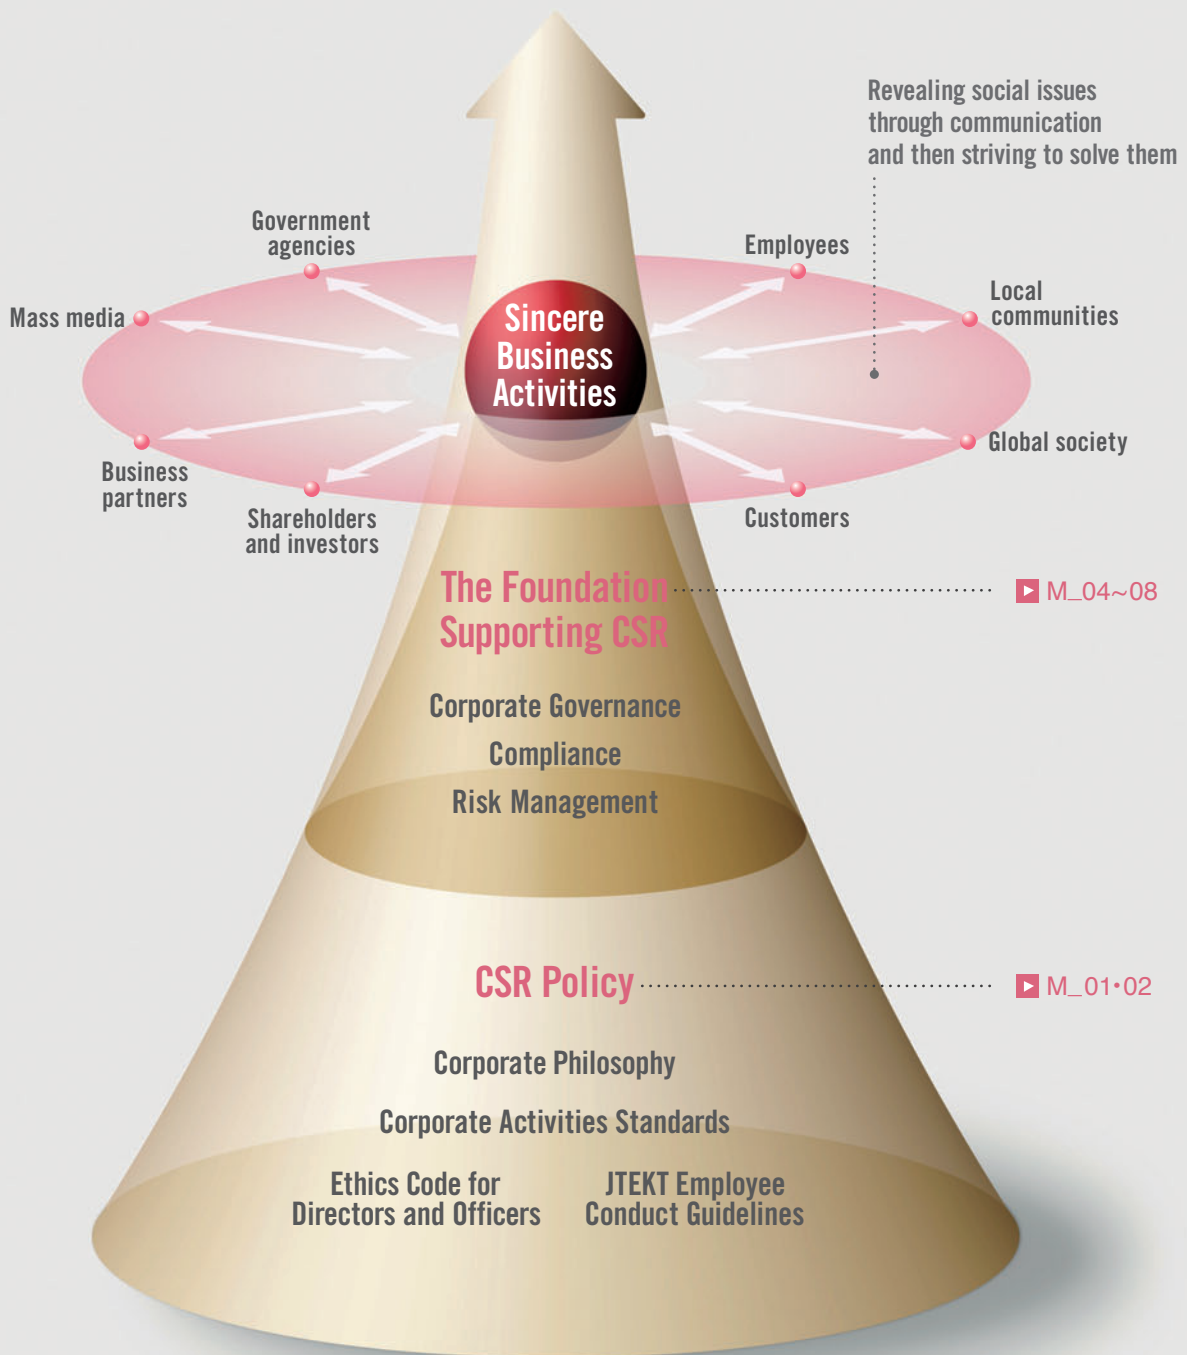 Revealing social issues
through communication
and then striving to solve them
Government
agencies
Employees
Mass media
Local
communities
Sincere
Business
Activities
Business
partners
Global society
Shareholders
and investors
Customers
The Foundation
Supporting CSR
M_04~08
Corporate Governance
Compliance
Risk Management
CSR Policy
M_01•02
Corporate Philosophy
Corporate Activities Standards
Ethics Code for
Directors and Officers
JTEKT Employee
Conduct Guidelines